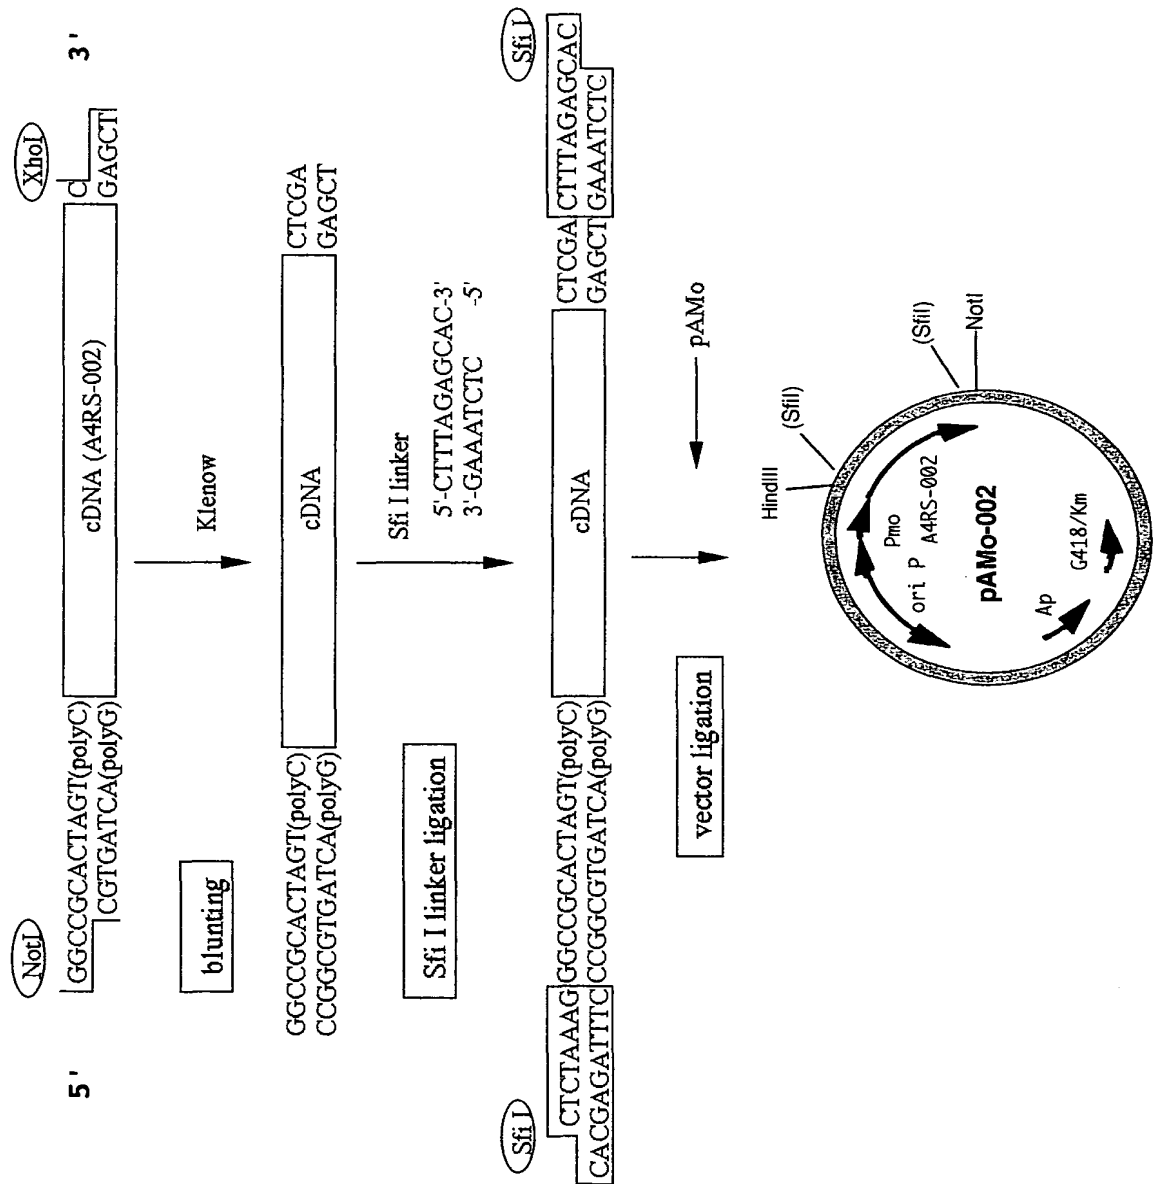 5' 3'
NotI XhoI
GGCCGCACTAGT(polyC) cDNA (A4RS-002) C
CGTGATCA(polyG) GAGCT
blunting Klenow
GGCCGCACTAGT(polyC) cDNA CTCGA
CCGGCGTGATCA(polyG) GAGCT
Sfi I linker ligation Sfi I linker
5'-CTTTAGAGCAC-3'
3'-GAAATCTC -5'
Sfi I Sfi I
CTCTAAAG GGCCGCACTAGT(polyC) cDNA CTCGA CTTTAGAGCAC
CACGAGATTTC CCGGCGTGATCA(polyG) GAGCT GAAATCTC
vector ligation pAMo
HindIII
(SfiI)
(SfiI)
NotI
Pmo
ori P
A4RS-002
pAMo-002
Ap
G418/Km